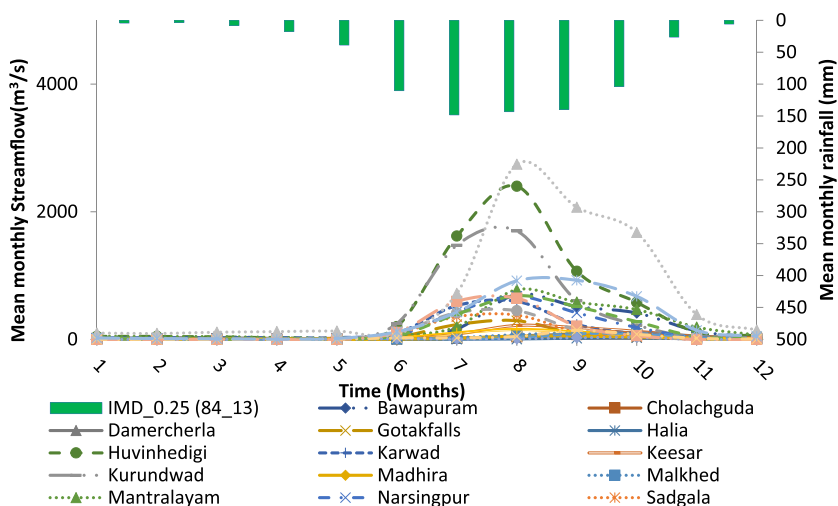 0
50
100
150
200
250
300
350
400
450
500
Mean monthly rainfall (mm)
4000
2000
0
Mean monthly Streamflow(m³/s)
1 2 3 4 5 6 7 8 9 10 11 12
Time (Months)
IMD_0.25 (84_13) Bawapuram Cholachguda
Damercherla Gotakfalls Halia
Huvinhedigi Karwad Keesar
Kurundwad Madhira Malkhed
Mantralayam Narsingpur Sadgala